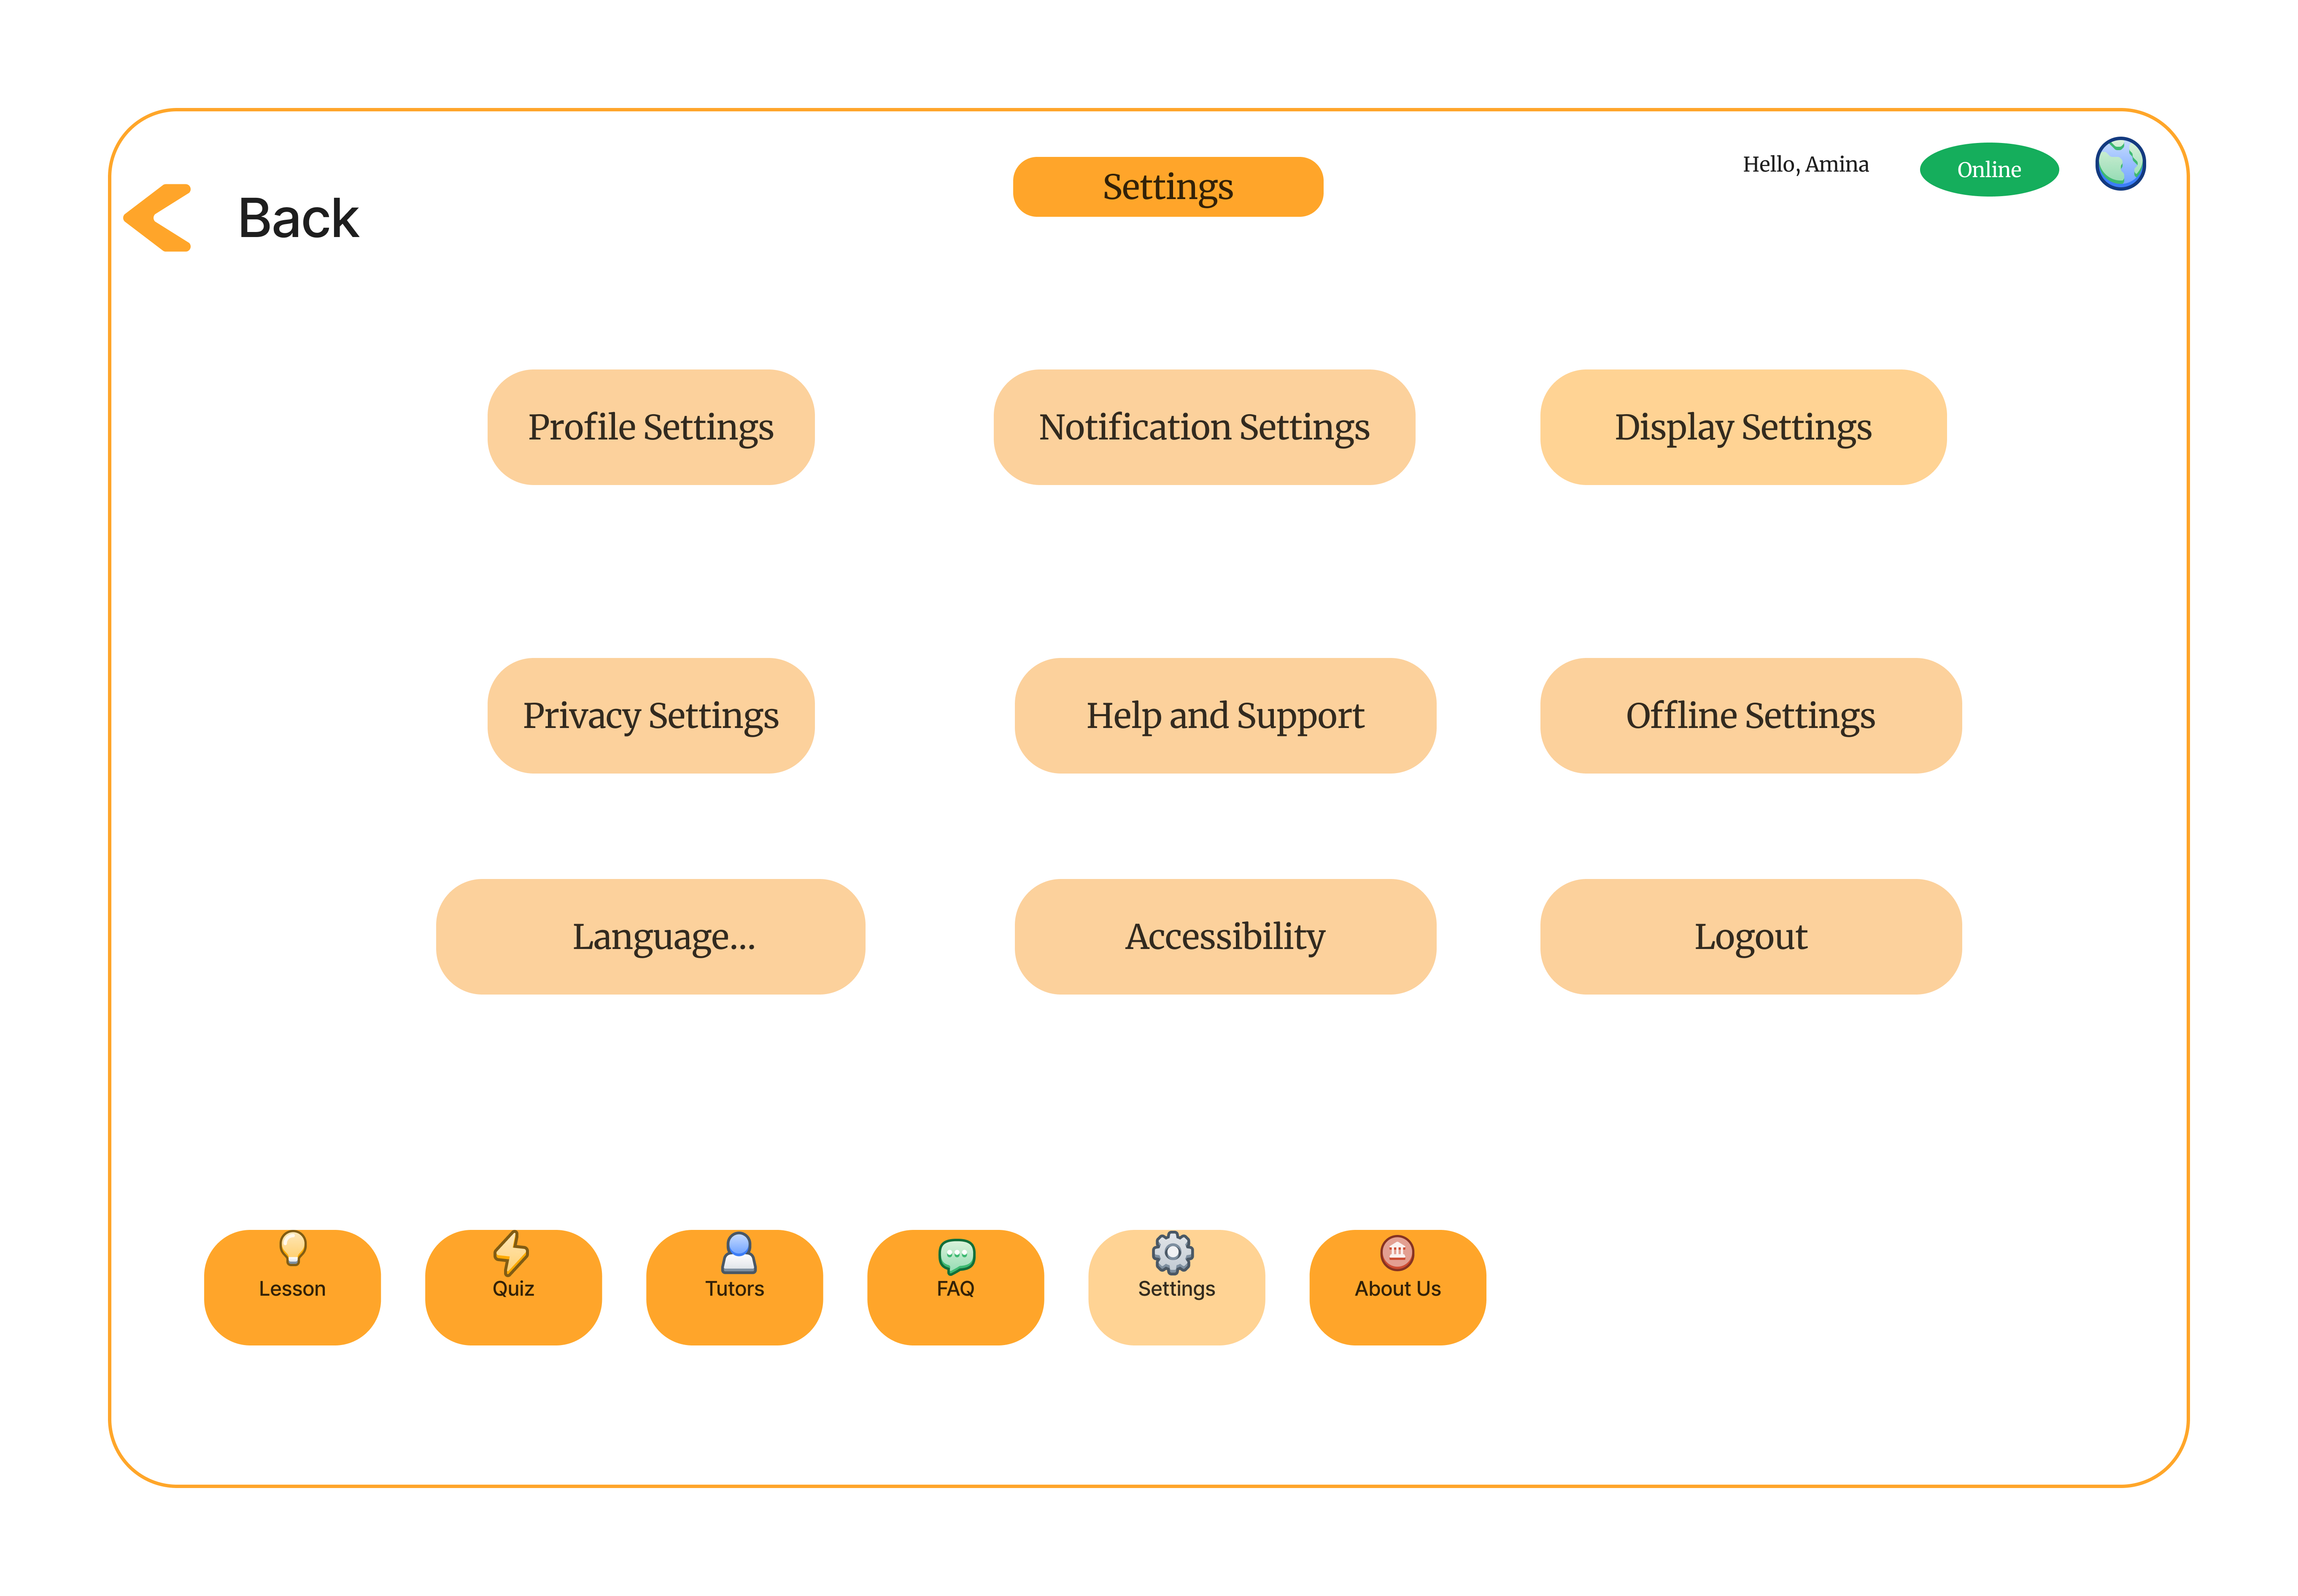 Hello, Amina
Online
Settings
Back
Profile Settings
Notification Settings
Display Settings
Privacy Settings
Help and Support
Offline Settings
Language...
Accessibility
Logout
Lesson
Quiz
Tutors
FAQ
Settings
About Us